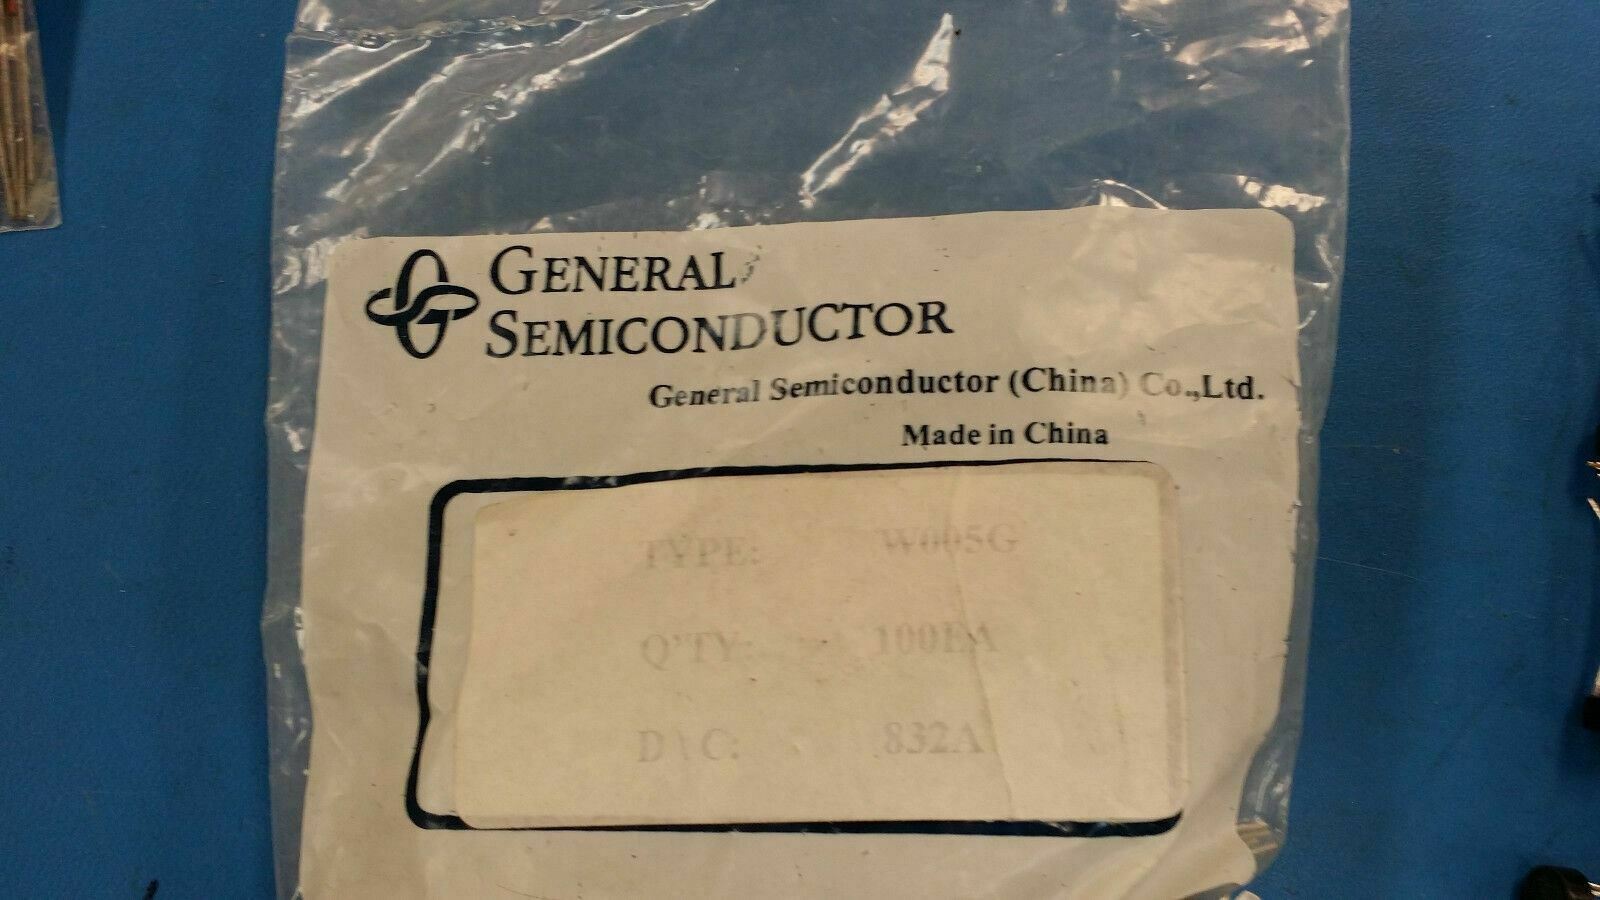 GENERAL
SEMICONDUCTOR
General Semiconductor (China) Co.,Ltd.
Made in China
TYPE: W005G
Q'TY: 100EA
D\C: 832A